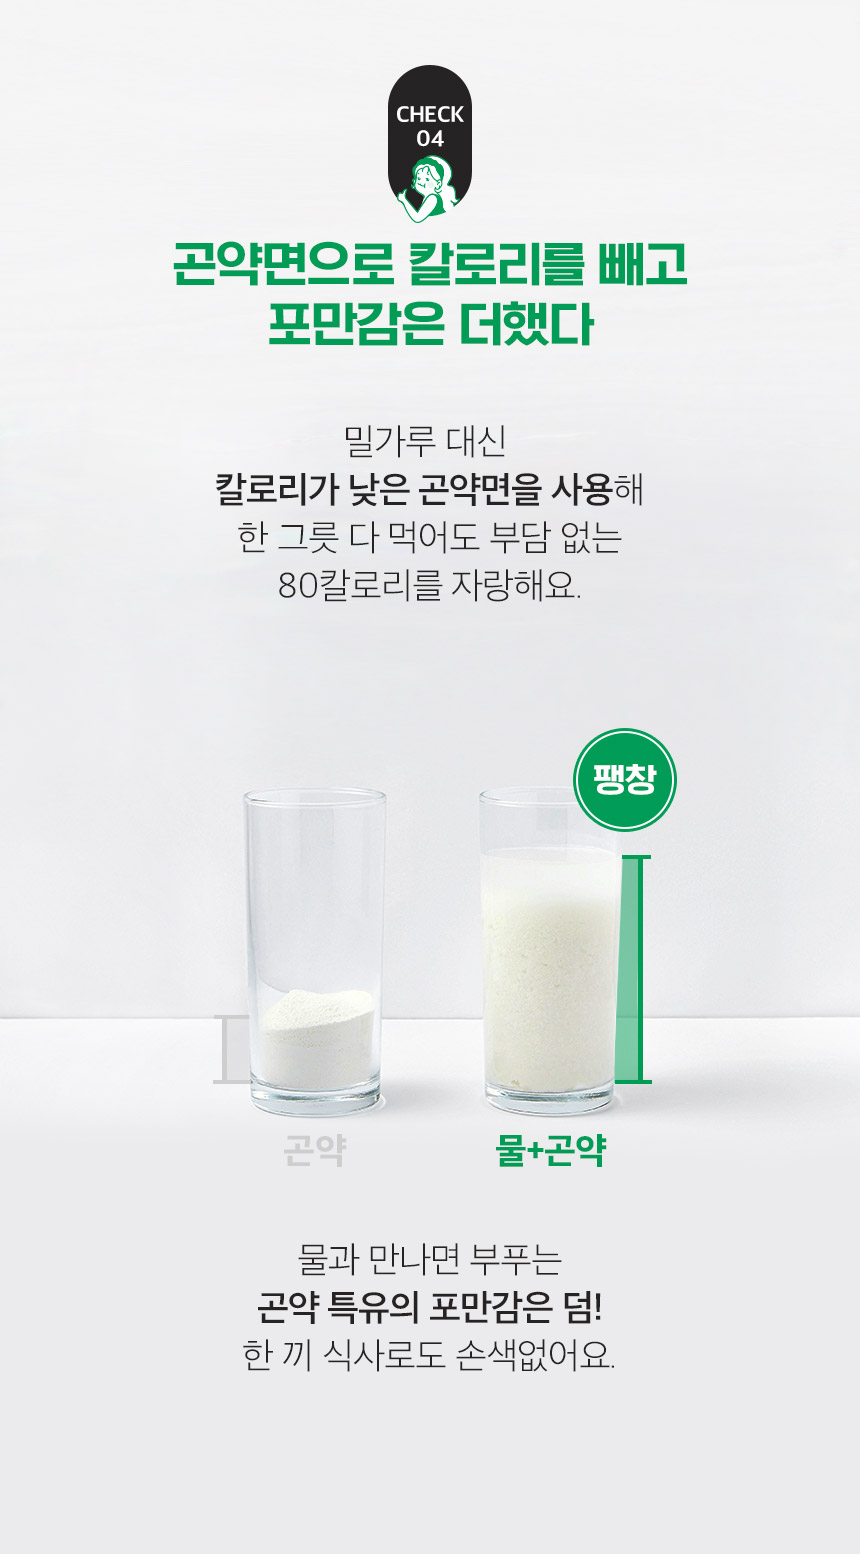 CHECK
04
곤약면으로 칼로리를 빼고
포만감은 더했다
밀가루 대신
칼로리가 낮은 곤약면을 사용해
한 그릇 다 먹어도 부담 없는
80칼로리를 자랑해요.
팽창
곤약
물+곤약
물과 만나면 부푸는
곤약 특유의 포만감은 덤!
한 끼 식사로도 손색없어요.